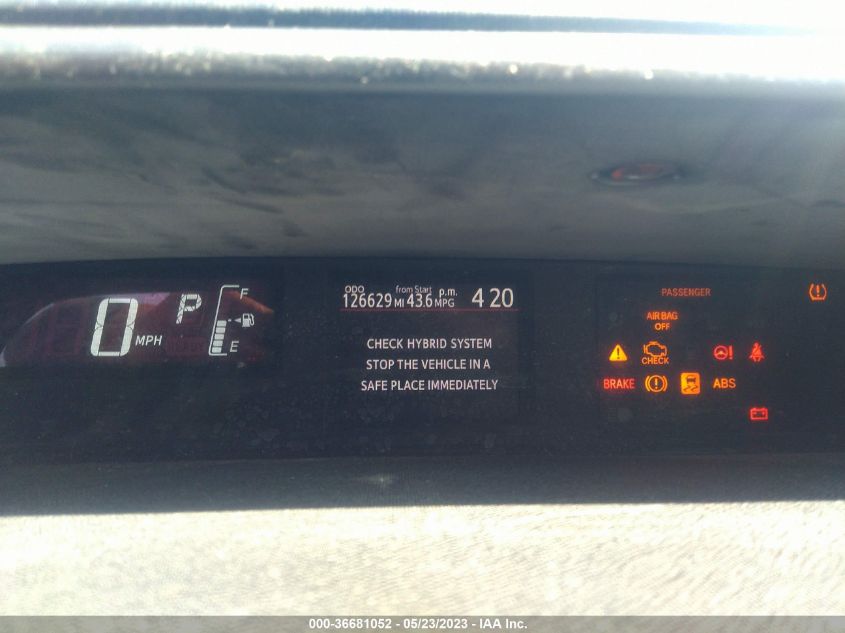 0 MPH
P
F
E
ODO from Start p.m.
126629 MI 43.6 MPG 4 20
CHECK HYBRID SYSTEM
STOP THE VEHICLE IN A
SAFE PLACE IMMEDIATELY
PASSENGER
AIR BAG
OFF
CHECK
BRAKE ABS
000-36681052 - 05/23/2023 - IAA Inc.